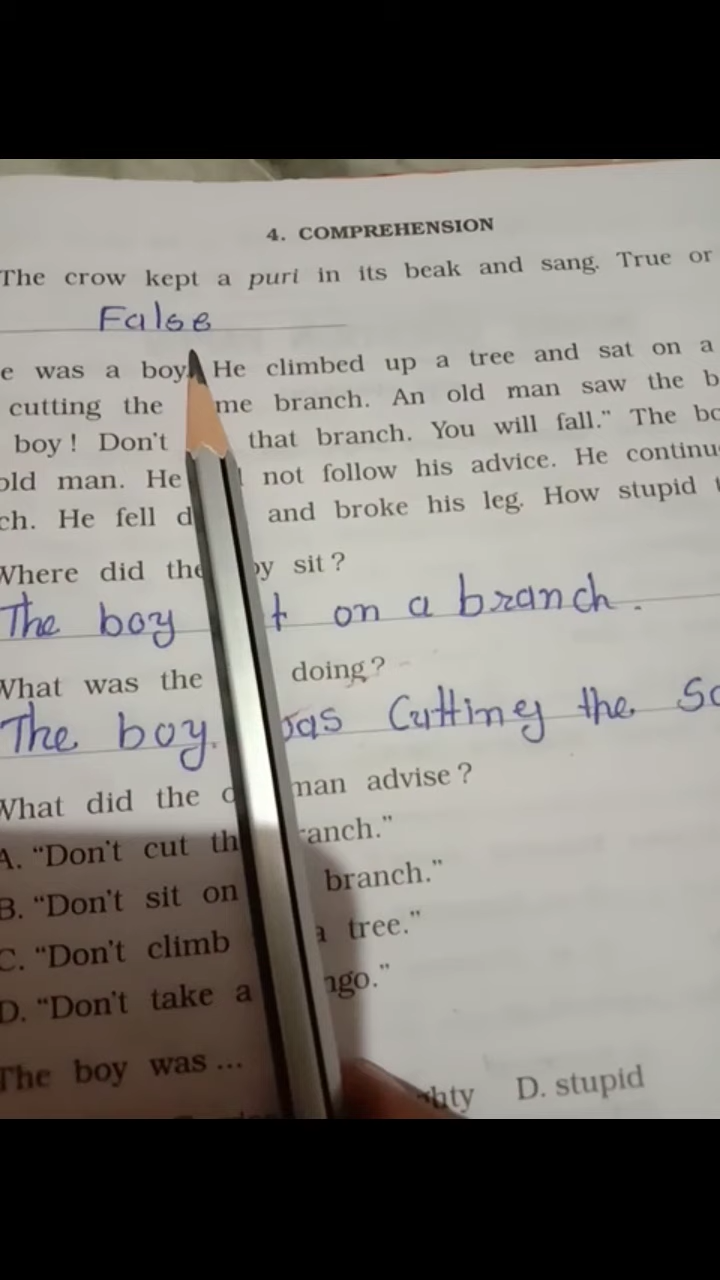 4. COMPREHENSION
The crow kept a puri in its beak and sang. True or
False
e was a boy. He climbed up a tree and sat on a
cutting the me branch. An old man saw the b
boy! Don't that branch. You will fall." The bo
old man. He not follow his advice. He continu
ch. He fell d and broke his leg. How stupid t
Where did the oy sit?
The boy t on a branch.
What was the doing?
The boy was Cutting the Sa
What did the o man advise?
A. "Don't cut th ranch."
B. "Don't sit on branch."
C. "Don't climb a tree."
D. "Don't take a ngo."
The boy was ...
ghty D. stupid